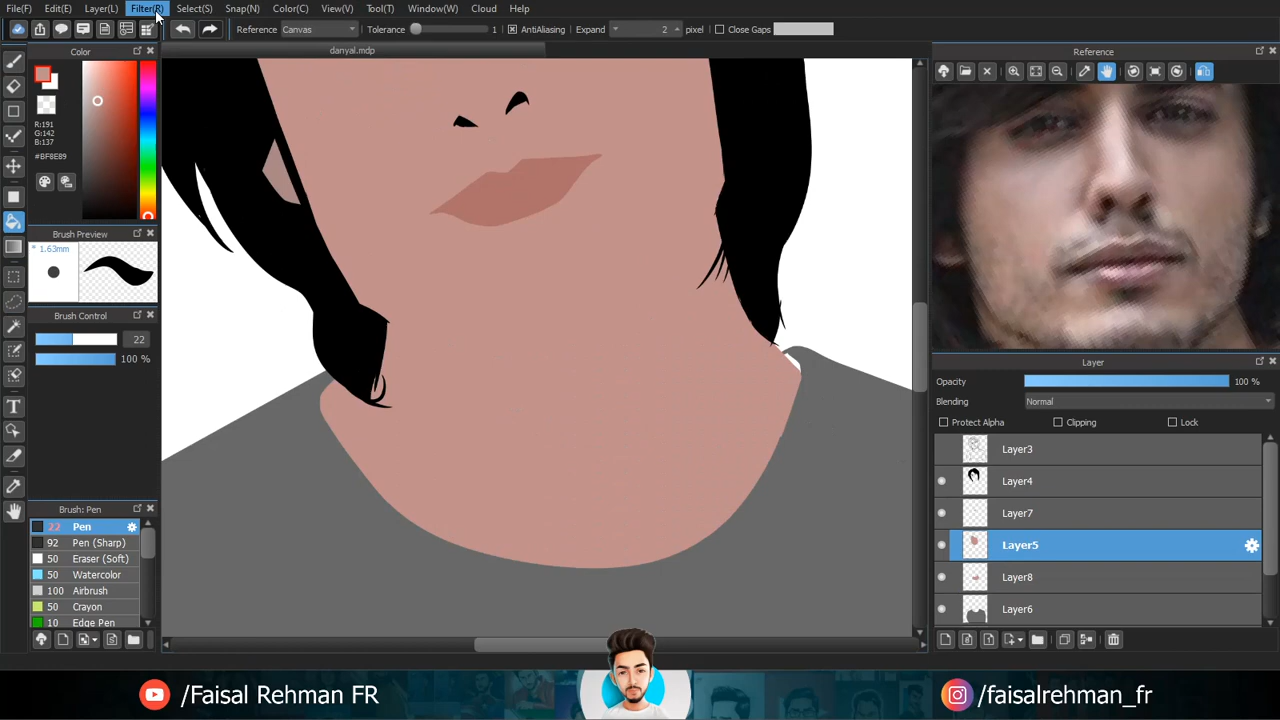 File(F) Edit(E) Layer(L) Filter(R) Select(S) Snap(N) Color(C) View(V) Tool(T) Window(W) Cloud Help
Reference Canvas Tolerance 1 AntiAliasing Expand 2 pixel Close Gaps
Color
danyal.mdp
Reference
R:191
G:142
B:137
#BF8E89
Brush Preview
* 1.63mm
Brush Control
22
100 %
Layer
Opacity 100 %
Blending Normal
Protect Alpha Clipping Lock
Layer3
Layer4
Layer7
Layer5
Layer8
Layer6
Brush: Pen
22 Pen
92 Pen (Sharp)
50 Eraser (Soft)
50 Watercolor
100 Airbrush
50 Crayon
10 Edge Pen
/Faisal Rehman FR
/faisalrehman_fr